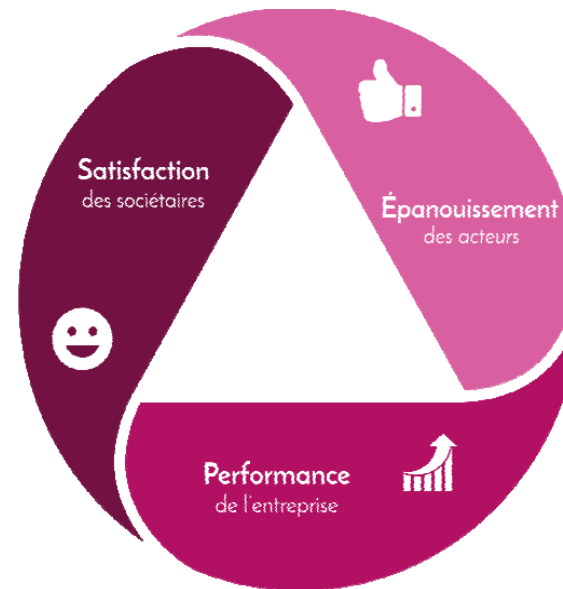 Satisfaction
des sociétaires
Épanouissement
des acteurs
Performance
de l'entreprise